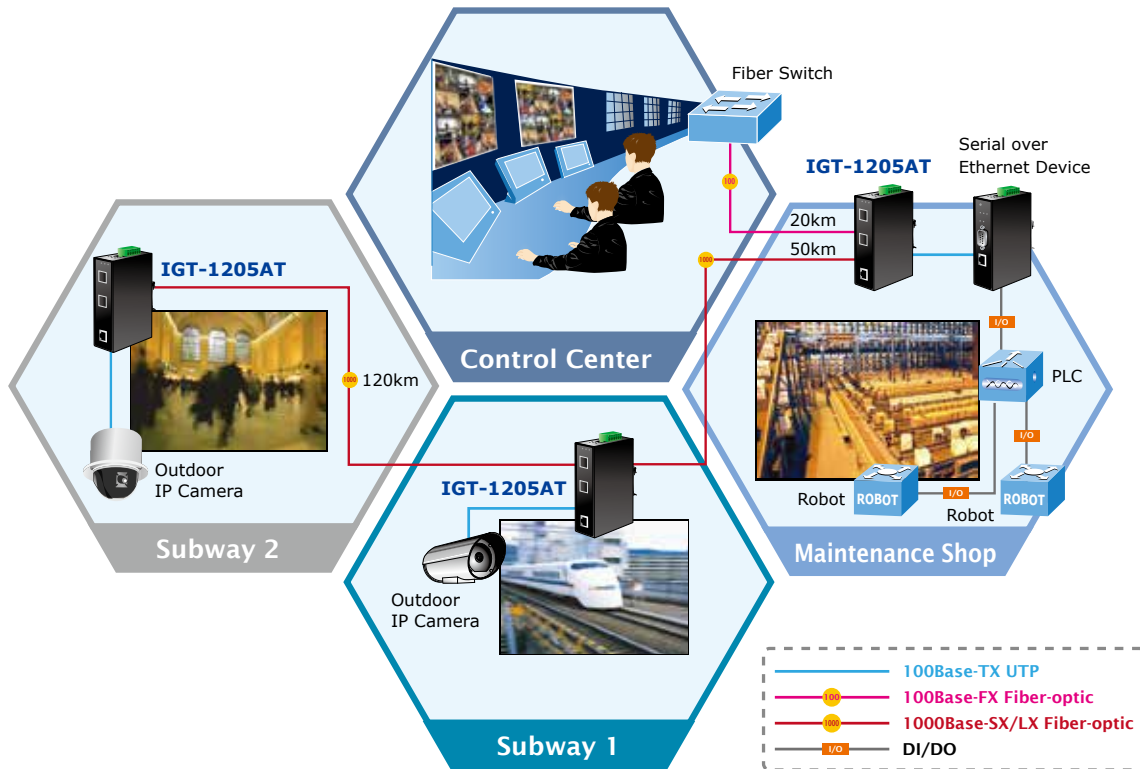 Fiber Switch
100
Serial over
Ethernet Device
IGT-1205AT
20km
50km
1000
Control Center
IGT-1205AT
1000
120km
Outdoor
IP Camera
Subway 2
I/O
PLC
I/O
Robot
ROBOT
I/O
Robot
ROBOT
Maintenance Shop
IGT-1205AT
Outdoor
IP Camera
Subway 1
100Base-TX UTP
100
100Base-FX Fiber-optic
1000
1000Base-SX/LX Fiber-optic
I/O
DI/DO